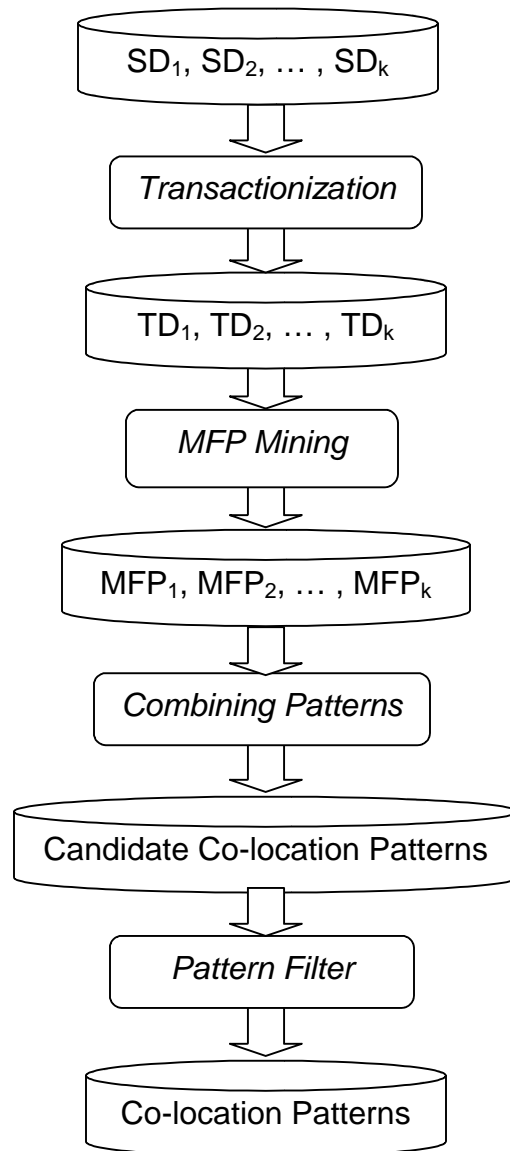 SD₁, SD₂, … , SDₖ
Transactionization
TD₁, TD₂, … , TDₖ
MFP Mining
MFP₁, MFP₂, … , MFPₖ
Combining Patterns
Candidate Co-location Patterns
Pattern Filter
Co-location Patterns